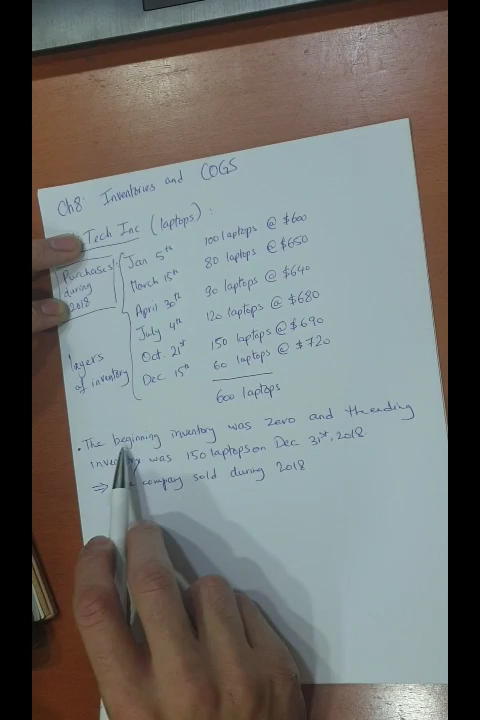 Ch8: Inventories and COGS
Tech Inc (laptops) :
Purchases during 2018
layers of inventory
Jan 5th 100 laptops @ $600
March 15th 80 laptops @ $650
April 30th 90 laptops @ $640
July 4th 120 laptops @ $680
Oct. 21st 150 laptops @ $690
Dec 15th 60 laptops @ $720
600 laptops
• The beginning inventory was zero and the ending
was 150 laptops on Dec 31st, 2018
⇒ company sold during 2018